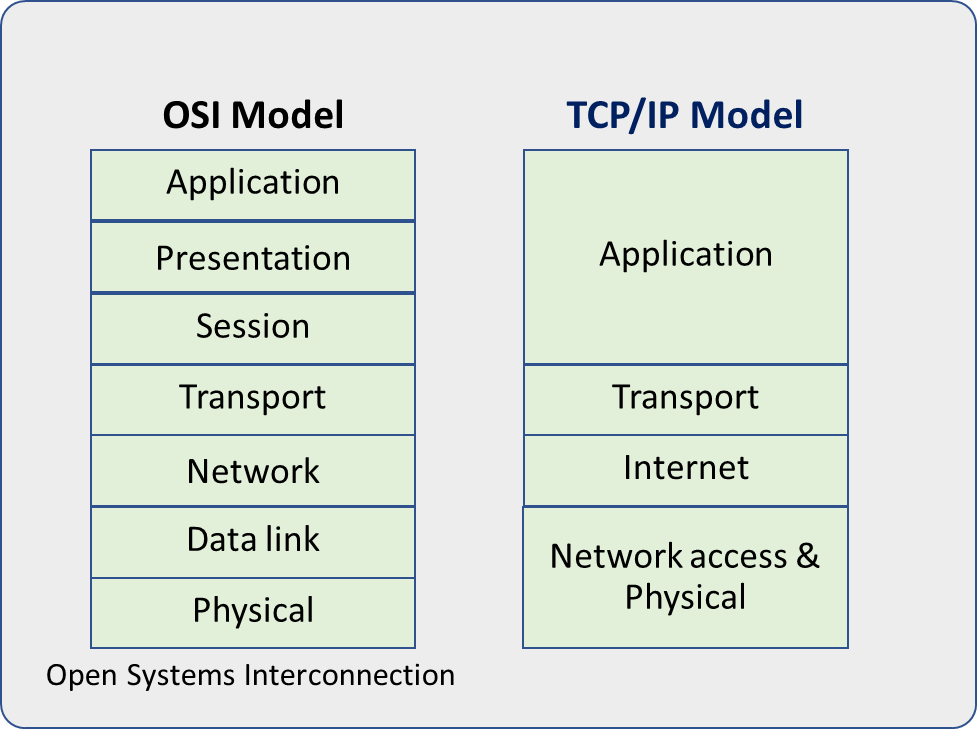 OSI Model
Application
Presentation
Session
Transport
Network
Data link
Physical
Open Systems Interconnection
TCP/IP Model
Application
Transport
Internet
Network access &
Physical